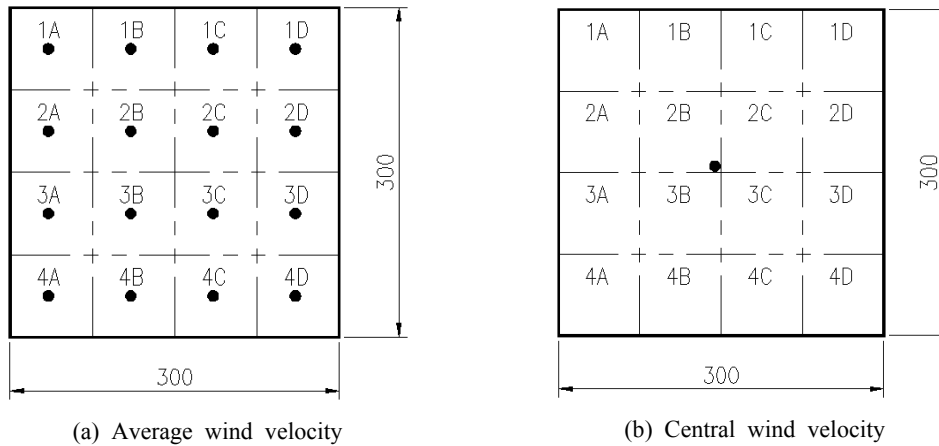 1A 1B 1C 1D
2A 2B 2C 2D
3A 3B 3C 3D
4A 4B 4C 4D
300
300
(a) Average wind velocity
1A 1B 1C 1D
2A 2B 2C 2D
3A 3B 3C 3D
4A 4B 4C 4D
300
300
(b) Central wind velocity